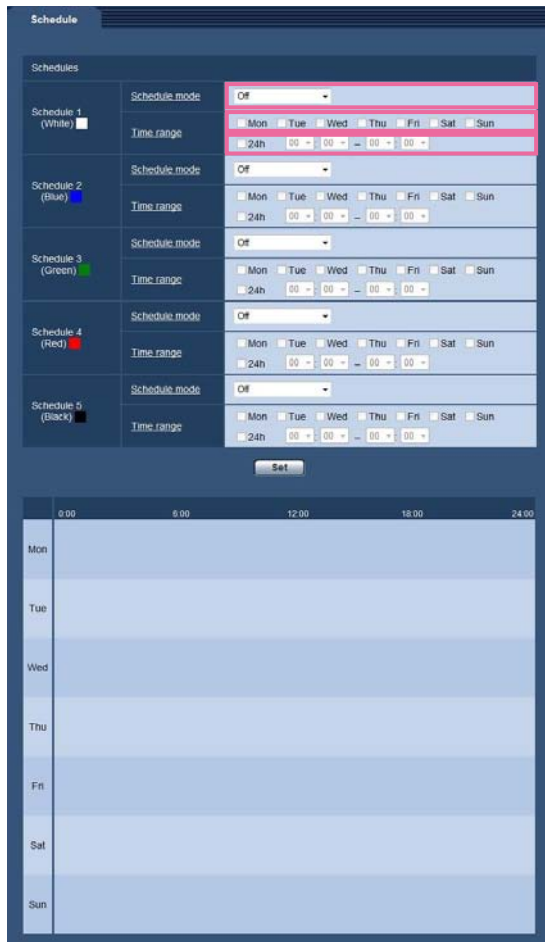 Schedule
Schedules
Schedule 1
(White)
Schedule mode
Off
Time range
Mon Tue Wed Thu Fri Sat Sun
24h 00 : 00 – 00 : 00
Schedule 2
(Blue)
Schedule mode
Off
Time range
Mon Tue Wed Thu Fri Sat Sun
24h 00 : 00 – 00 : 00
Schedule 3
(Green)
Schedule mode
Off
Time range
Mon Tue Wed Thu Fri Sat Sun
24h 00 : 00 – 00 : 00
Schedule 4
(Red)
Schedule mode
Off
Time range
Mon Tue Wed Thu Fri Sat Sun
24h 00 : 00 – 00 : 00
Schedule 5
(Black)
Schedule mode
Off
Time range
Mon Tue Wed Thu Fri Sat Sun
24h 00 : 00 – 00 : 00
Set
0:00 6:00 12:00 18:00 24:00
Mon
Tue
Wed
Thu
Fri
Sat
Sun